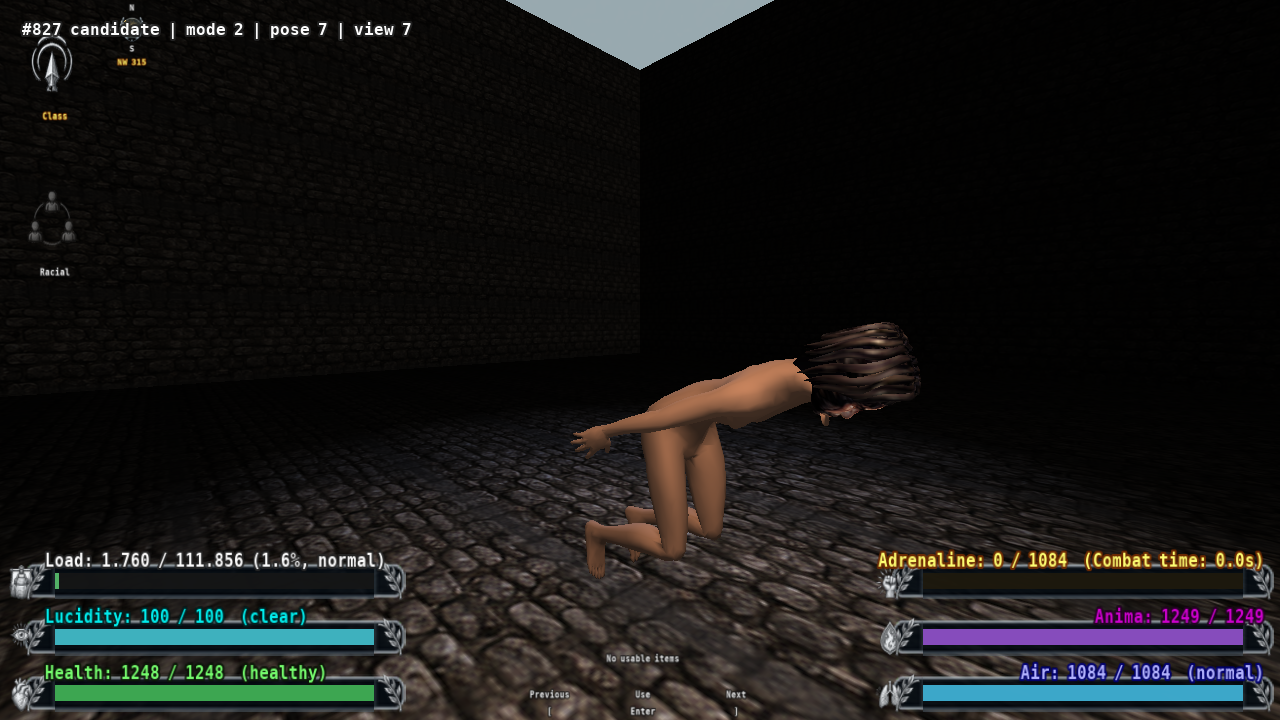 #827 candidate | mode 2 | pose 7 | view 7
N
S
NW 315
Class
Racial
Load: 1.760 / 111.856 (1.6%, normal)
Lucidity: 100 / 100 (clear)
Health: 1248 / 1248 (healthy)
Adrenaline: 0 / 1084 (Combat time: 0.0s)
Anima: 1249 / 1249
Air: 1084 / 1084 (normal)
No usable items
Previous Use Next
[ Enter ]